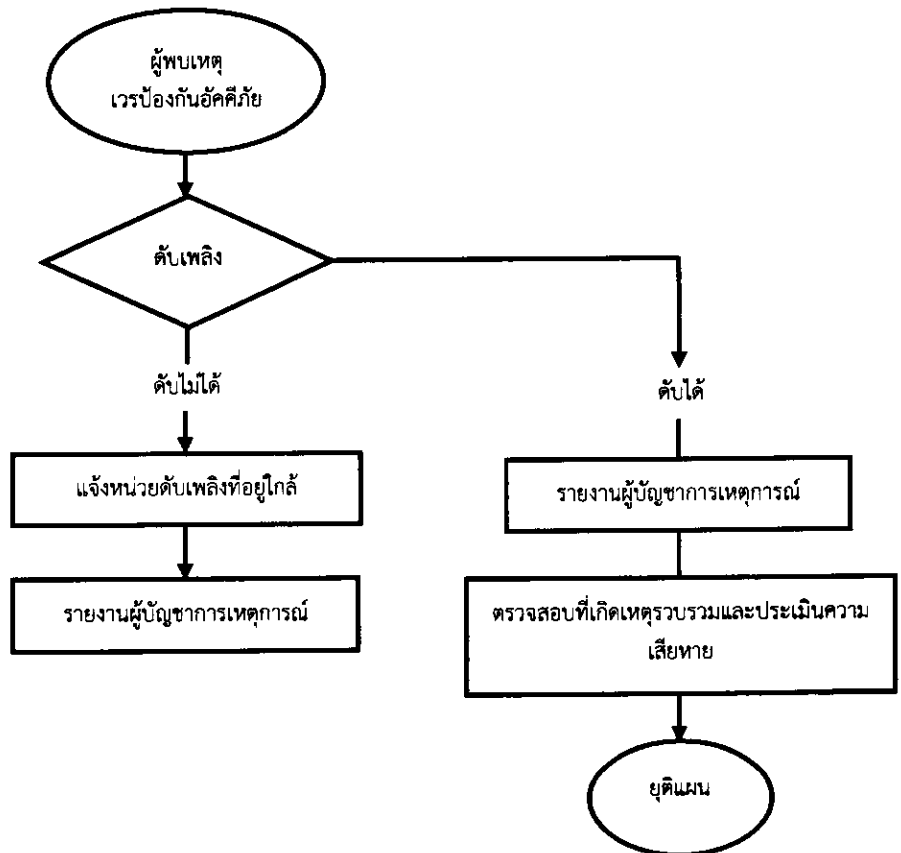 ผู้พบเหตุ
เวรป้องกันอัคคีภัย
ดับเพลิง
ดับไม่ได้
ดับได้
แจ้งหน่วยดับเพลิงที่อยู่ใกล้
รายงานผู้บัญชาการเหตุการณ์
รายงานผู้บัญชาการเหตุการณ์
ตรวจสอบที่เกิดเหตุรวบรวมและประเมินความ
เสียหาย
ยุติแผน